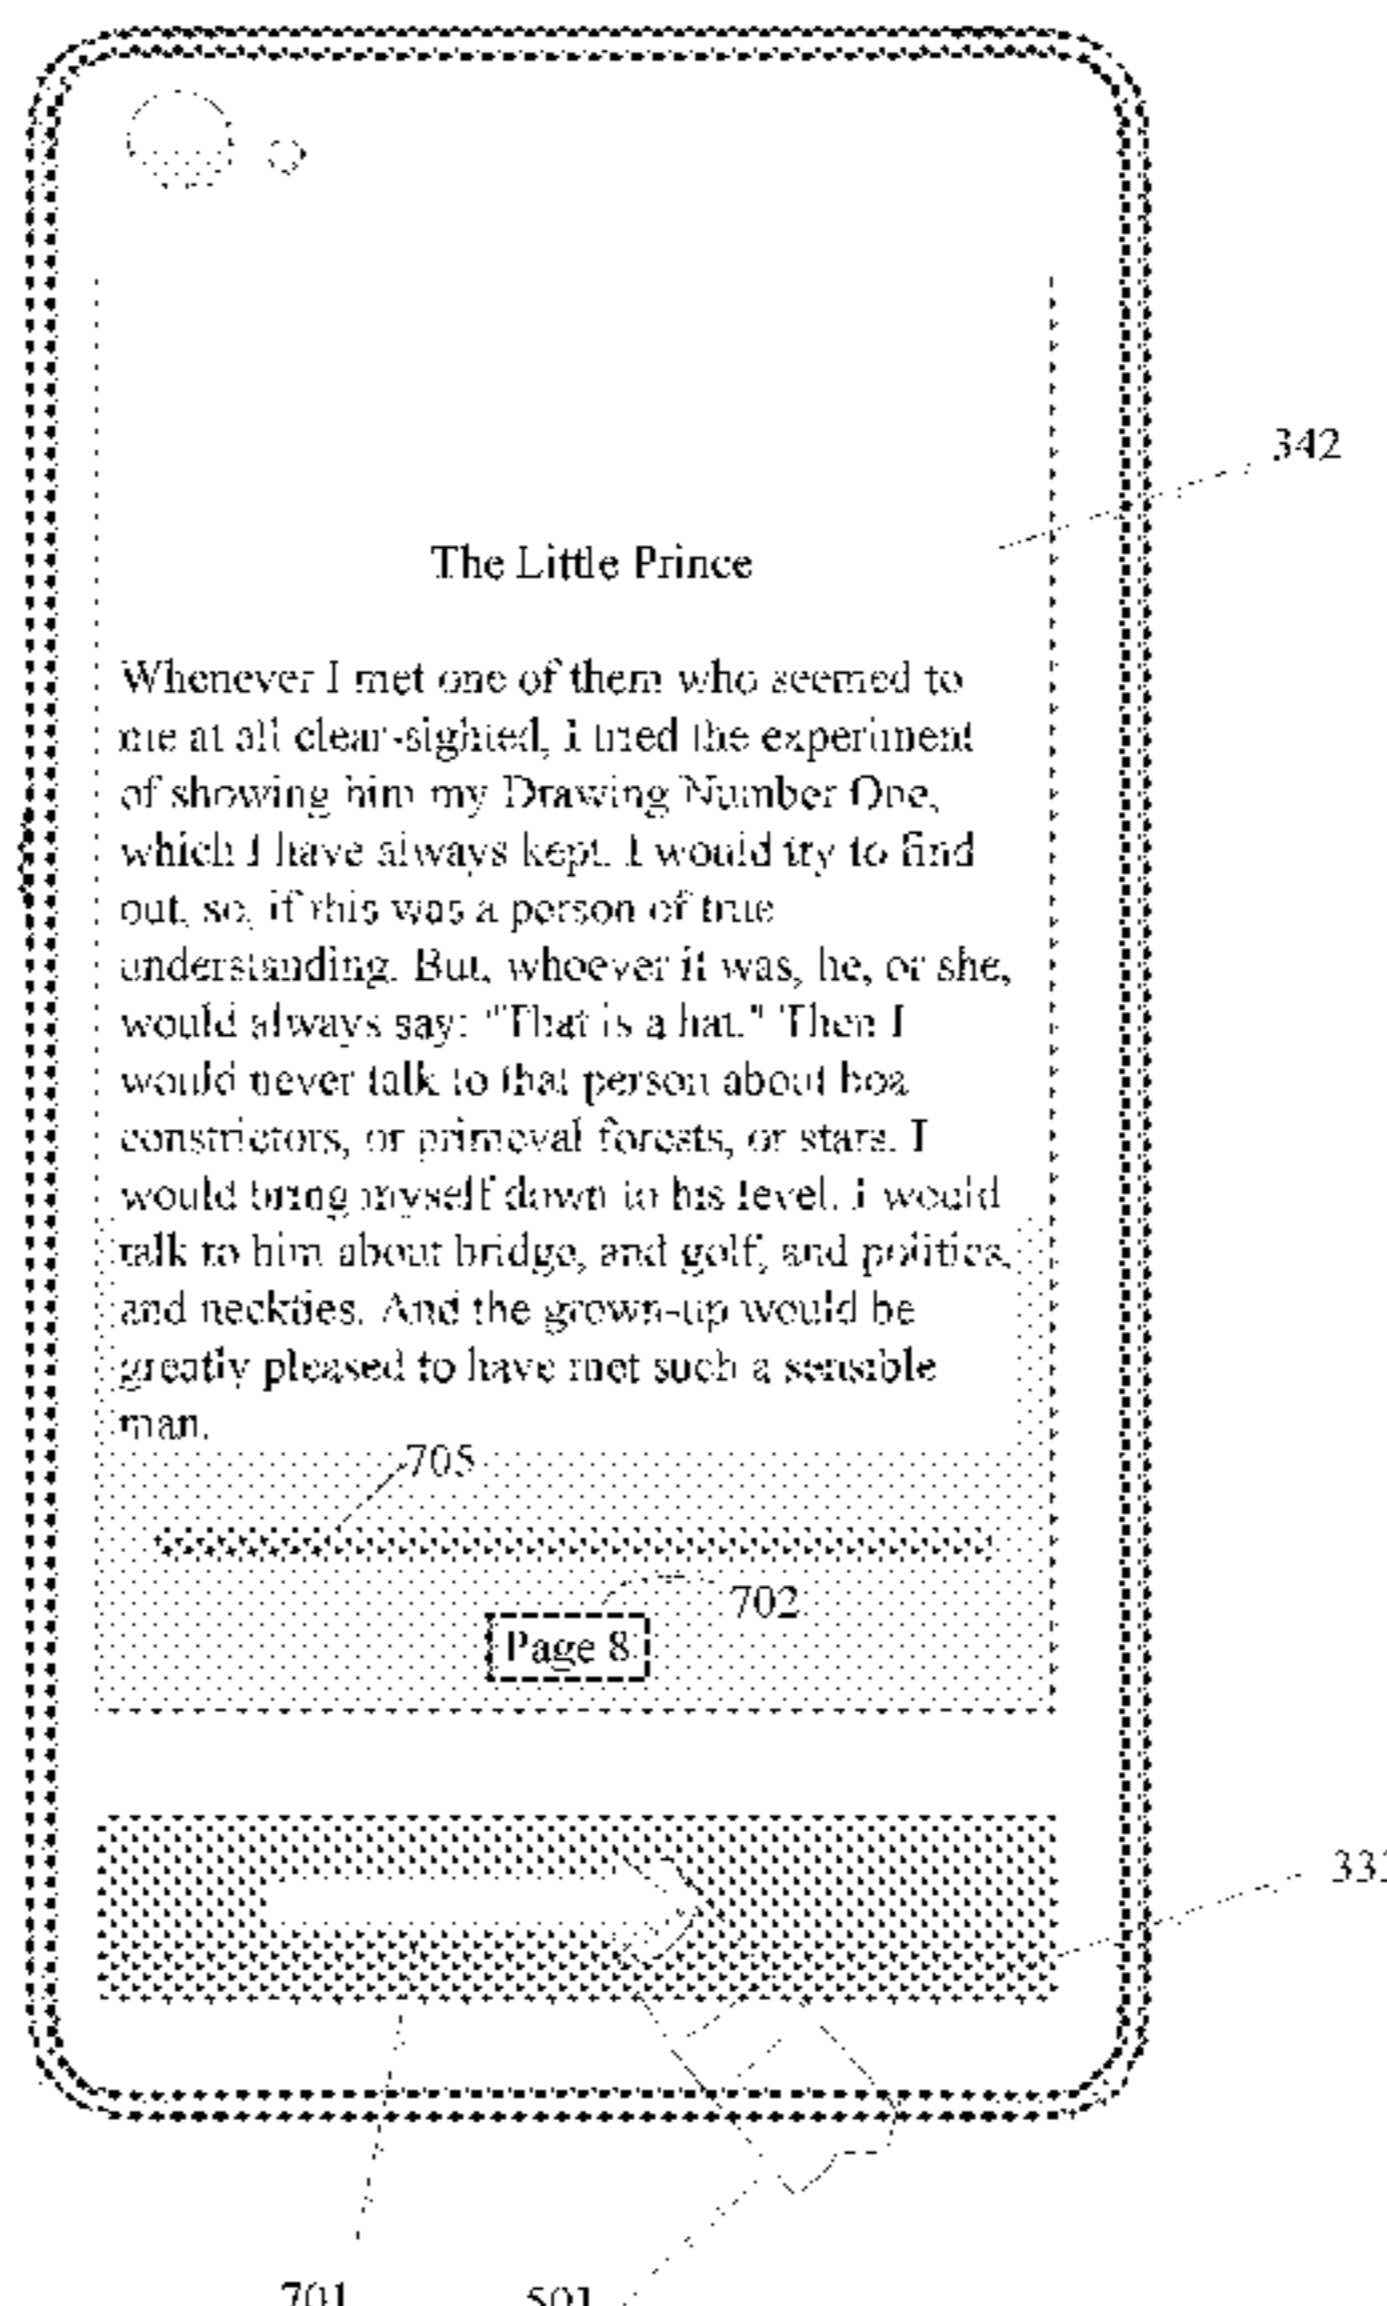 342
The Little Prince
Whenever I met one of them who seemed to
me at all clear-sighted, I tried the experiment
of showing him my Drawing Number One,
which I have always kept. I would try to find
out, so, if this was a person of true
understanding. But, whoever it was, he, or she,
would always say: "That is a hat." Then I
would never talk to that person about boa
constrictors, or primeval forests, or stars. I
would bring myself down to his level. I would
talk to him about bridge, and golf, and politics,
and neckties. And the grown-up would be
greatly pleased to have met such a sensible
man.
705
702
Page 8
701
501